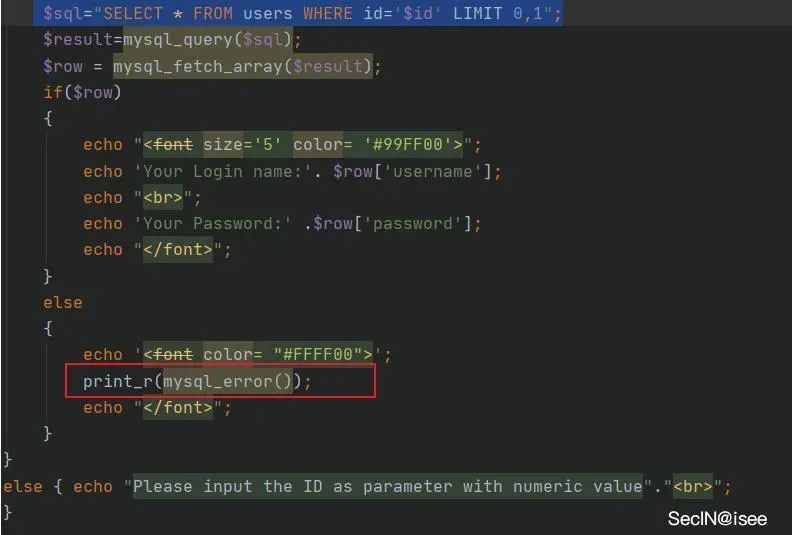 $sql="SELECT * FROM users WHERE id='$id' LIMIT 0,1";
$result=mysql_query($sql);
$row = mysql_fetch_array($result);
if($row)
{
echo "<font size='5' color= '#99FF00'>";
echo 'Your Login name:'. $row['username'];
echo "<br>";
echo 'Your Password:' .$row['password'];
echo "</font>";
}
else
{
echo '<font color= "#FFFF00">';
print_r(mysql_error());
echo "</font>";
}
}
else { echo "Please input the ID as parameter with numeric value"."<br>";
}
SecIN@isee